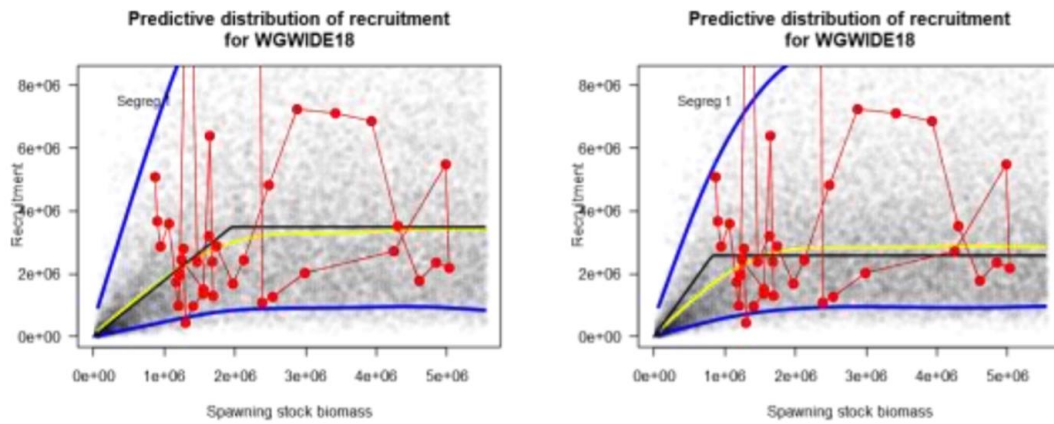 Predictive distribution of recruitment
for WGWIDE18
Segreg 1
Recruitment
8e+06
6e+06
4e+06
2e+06
0e+00
0e+00 1e+06 2e+06 3e+06 4e+06 5e+06
Spawning stock biomass
Predictive distribution of recruitment
for WGWIDE18
Segreg 1
Recruitment
8e+06
6e+06
4e+06
2e+06
0e+00
0e+00 1e+06 2e+06 3e+06 4e+06 5e+06
Spawning stock biomass